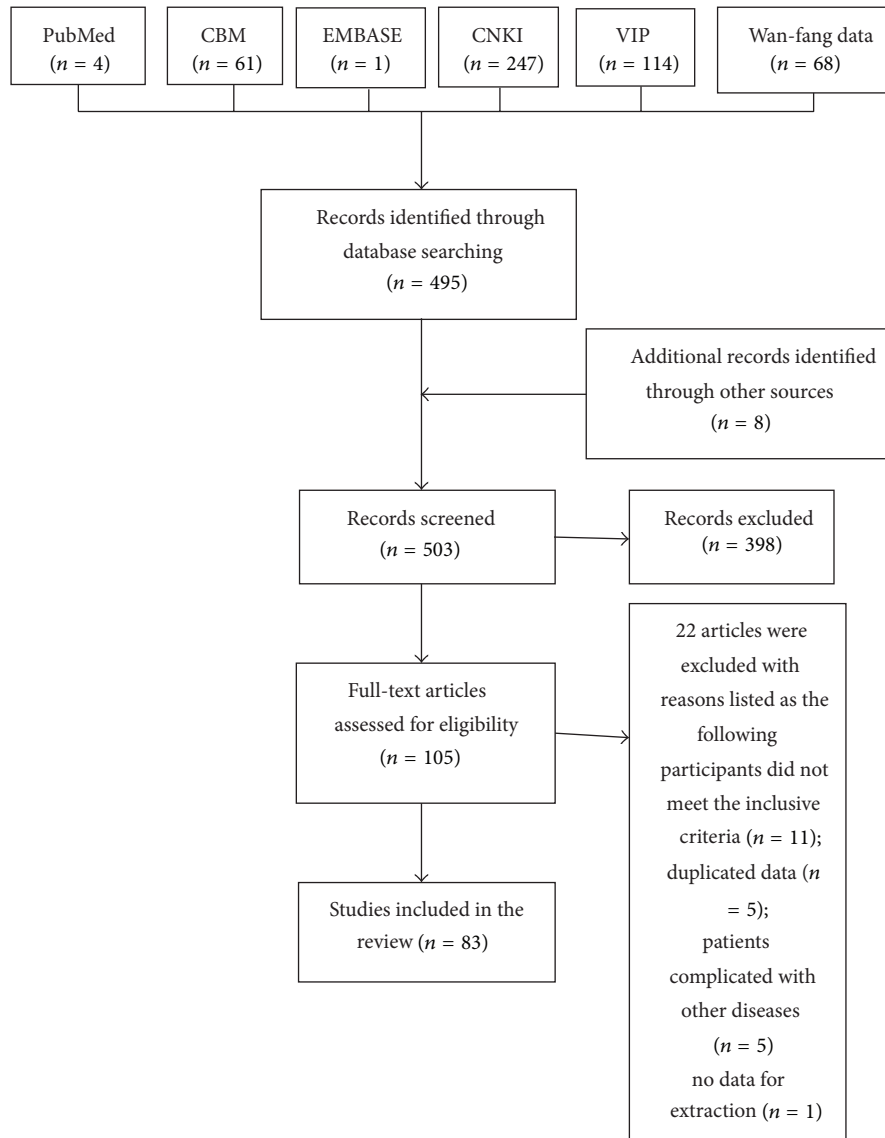 PubMed
(n = 4)
CBM
(n = 61)
EMBASE
(n = 1)
CNKI
(n = 247)
VIP
(n = 114)
Wan-fang data
(n = 68)
Records identified through
database searching
(n = 495)
Additional records identified
through other sources
(n = 8)
Records screened
(n = 503)
Records excluded
(n = 398)
Full-text articles
assessed for eligibility
(n = 105)
22 articles were
excluded with
reasons listed as the
following
participants did not
meet the inclusive
criteria (n = 11);
duplicated data (n
= 5);
patients
complicated with
other diseases
(n = 5)
no data for
extraction (n = 1)
Studies included in the
review (n = 83)